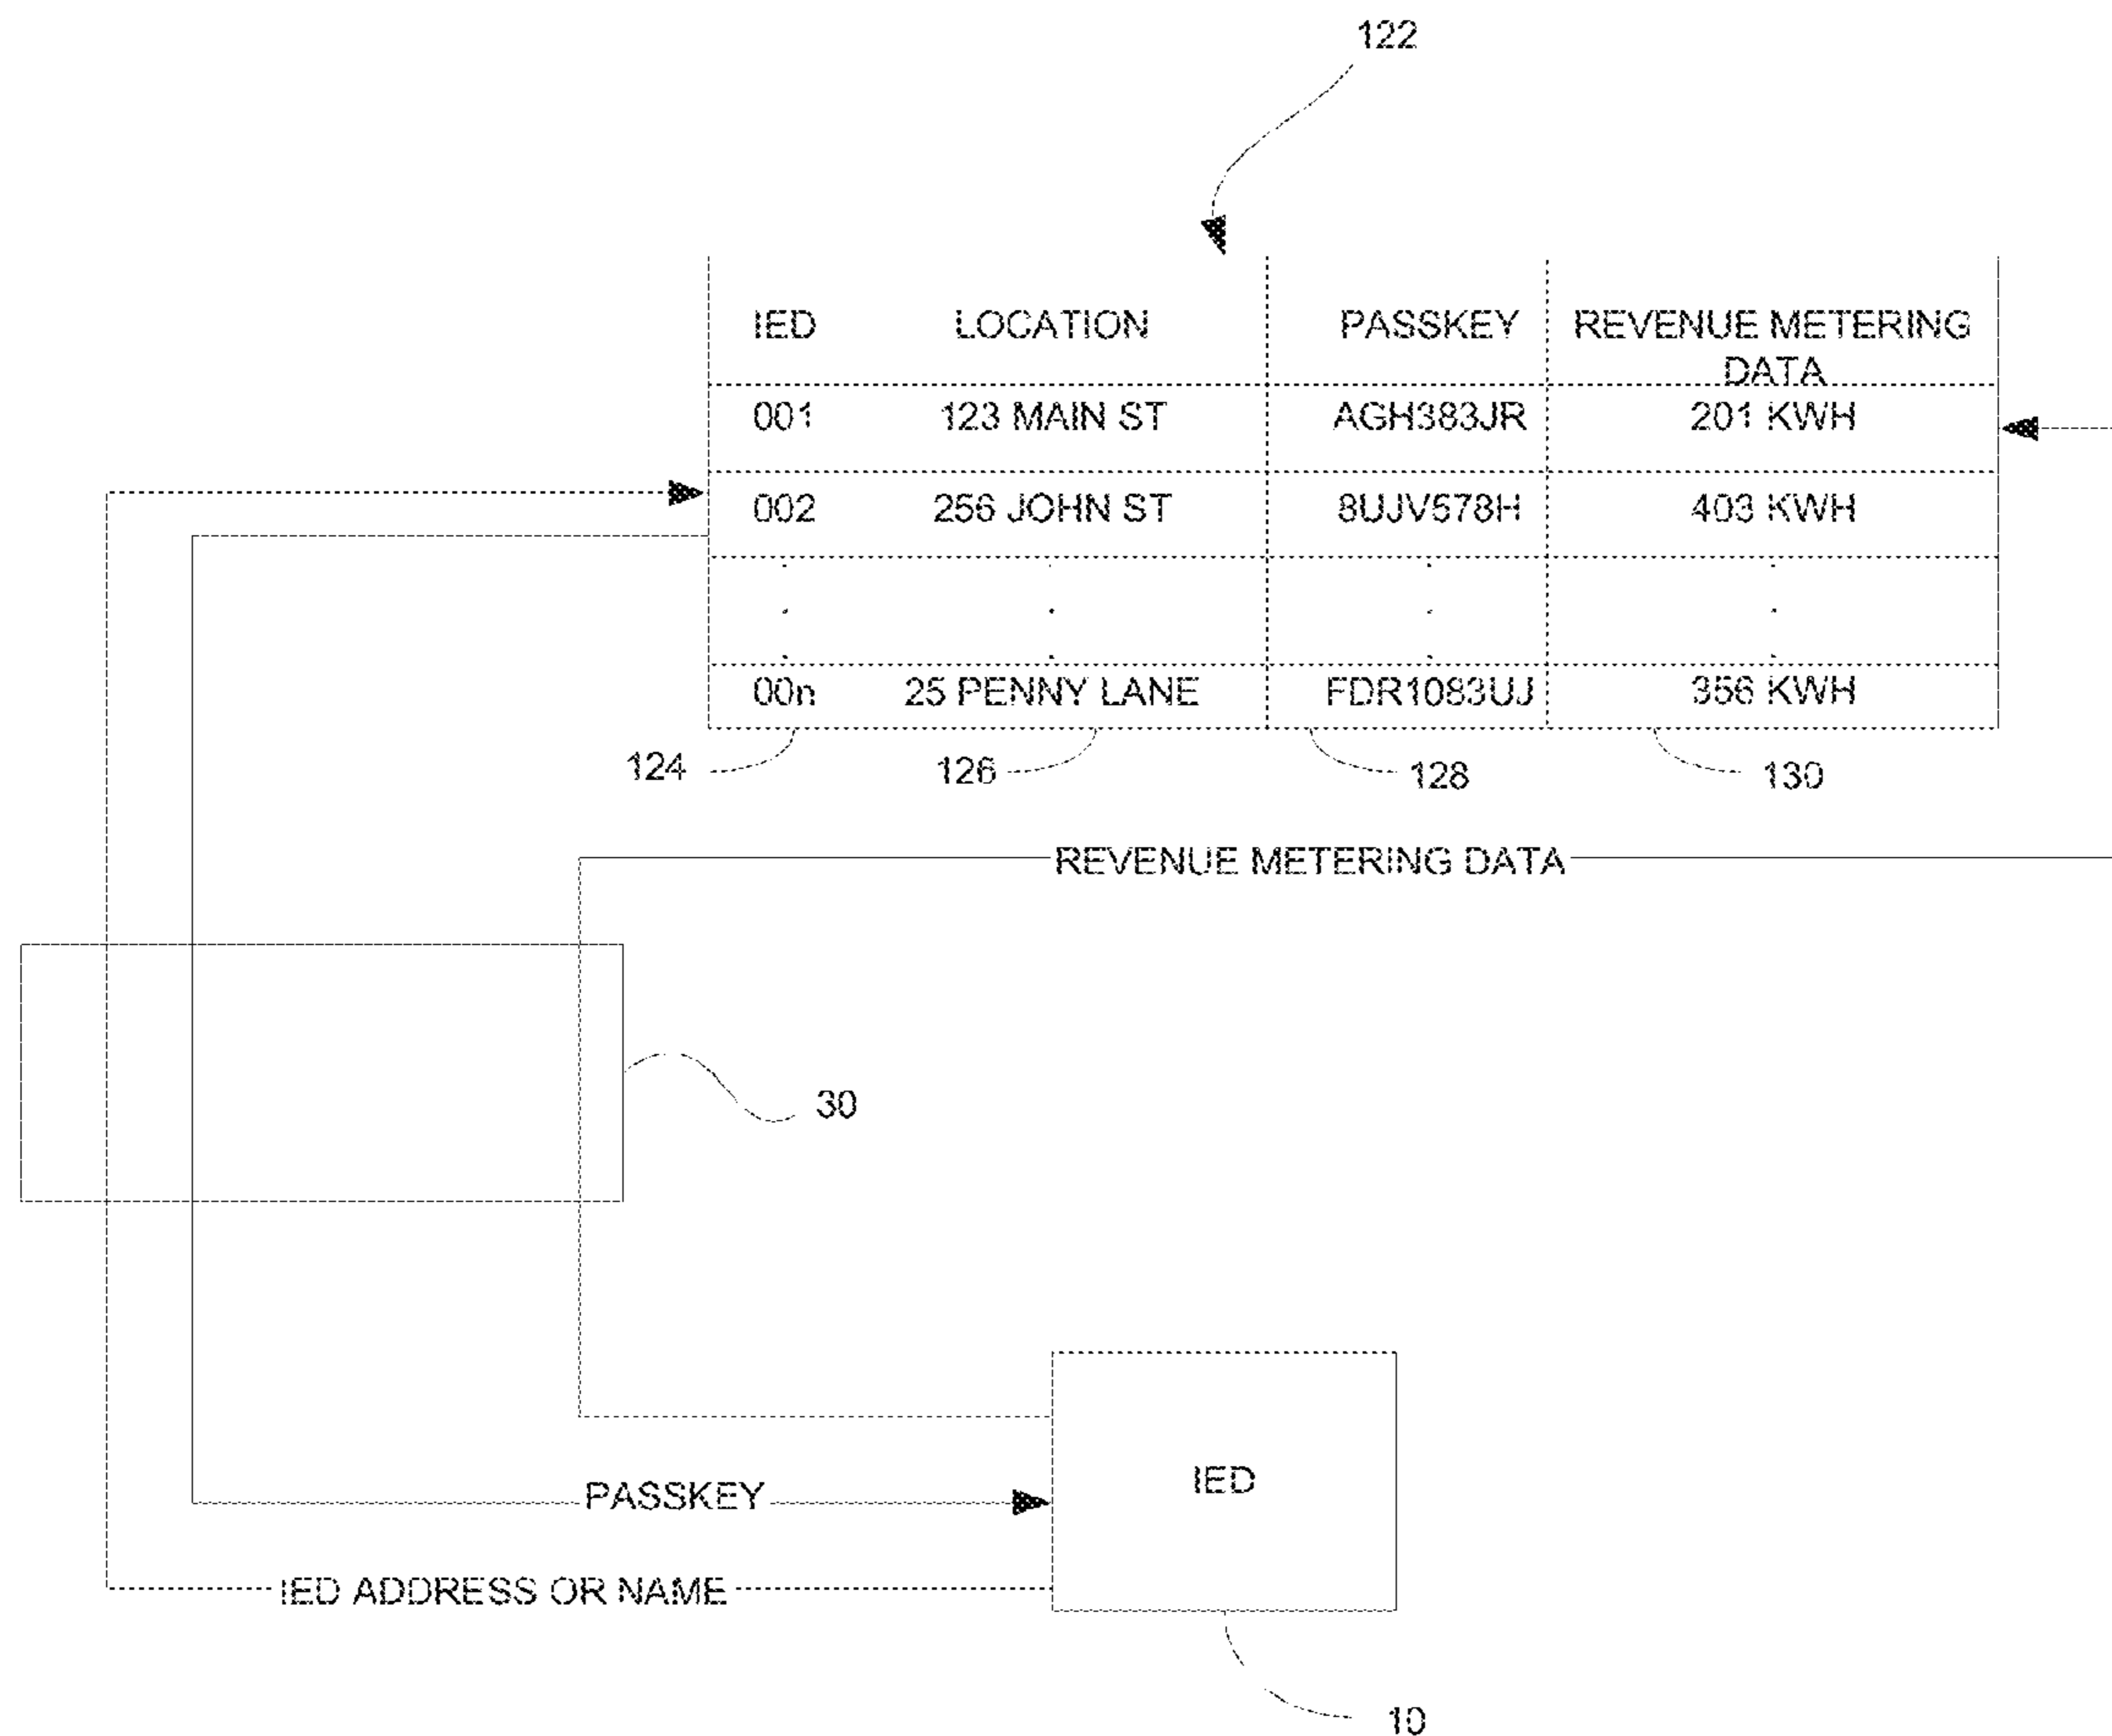 122
IED LOCATION PASSKEY REVENUE METERING
DATA
001 123 MAIN ST AGH383JR 201 KWH
002 256 JOHN ST 8UJV578H 403 KWH
00n 25 PENNY LANE FDR1083UJ 356 KWH
124 126 128 130
REVENUE METERING DATA
30
IED
PASSKEY
IED ADDRESS OR NAME
10